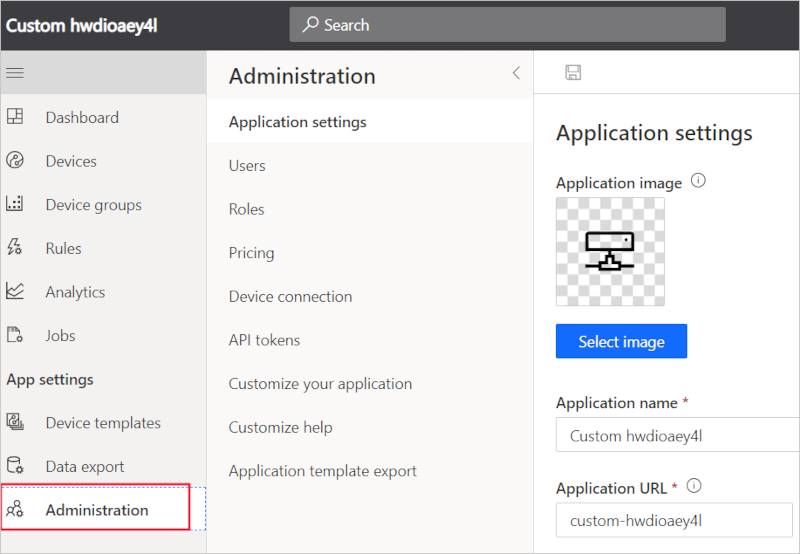 Custom hwdioaey4l
Search
Dashboard
Devices
Device groups
Rules
Analytics
Jobs
App settings
Device templates
Data export
Administration
Administration
Application settings
Users
Roles
Pricing
Device connection
API tokens
Customize your application
Customize help
Application template export
Application settings
Application image
Select image
Application name *
Custom hwdioaey4l
Application URL *
custom-hwdioaey4l